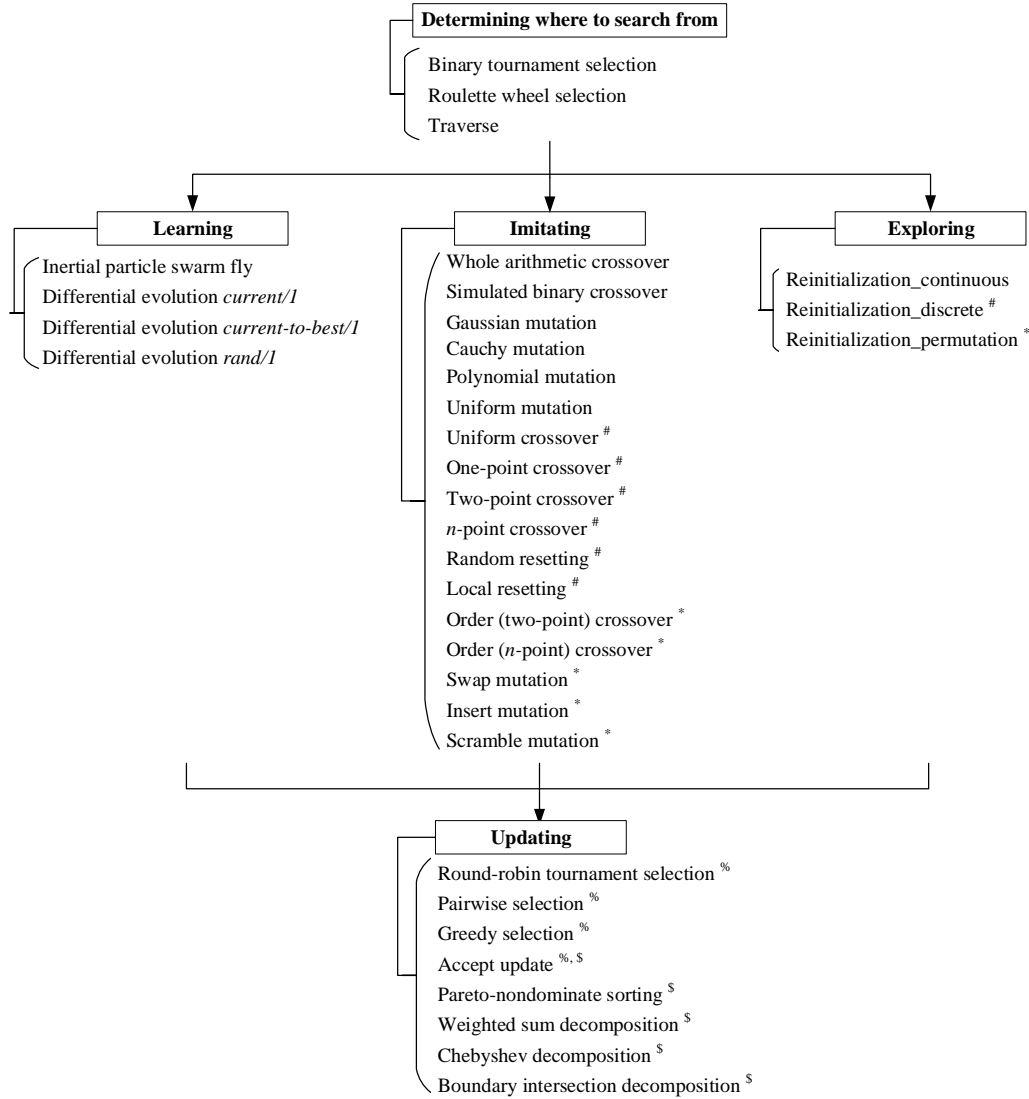 Determining where to search from
Binary tournament selection
Roulette wheel selection
Traverse
Learning
Inertial particle swarm fly
Differential evolution current/1
Differential evolution current-to-best/1
Differential evolution rand/1
Imitating
Whole arithmetic crossover
Simulated binary crossover
Gaussian mutation
Cauchy mutation
Polynomial mutation
Uniform mutation
Uniform crossover #
One-point crossover #
Two-point crossover #
n-point crossover #
Random resetting #
Local resetting #
Order (two-point) crossover *
Order (n-point) crossover *
Swap mutation *
Insert mutation *
Scramble mutation *
Exploring
Reinitialization_continuous
Reinitialization_discrete #
Reinitialization_permutation *
Updating
Round-robin tournament selection %
Pairwise selection %
Greedy selection %
Accept update %, $
Pareto-nondominate sorting $
Weighted sum decomposition $
Chebyshev decomposition $
Boundary intersection decomposition $